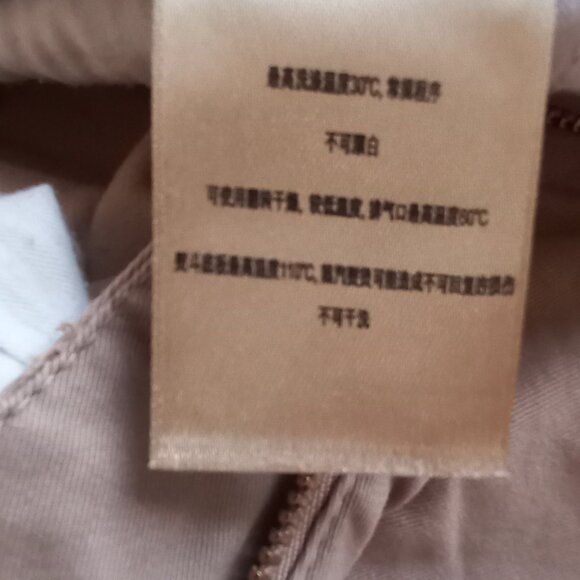 最高洗涤温度30℃, 常规程序
不可漂白
可使用翻转干燥, 较低温度, 排气口最高温度60℃
熨斗底板最高温度110℃, 蒸汽熨烫可能造成不可回复的损伤
不可干洗